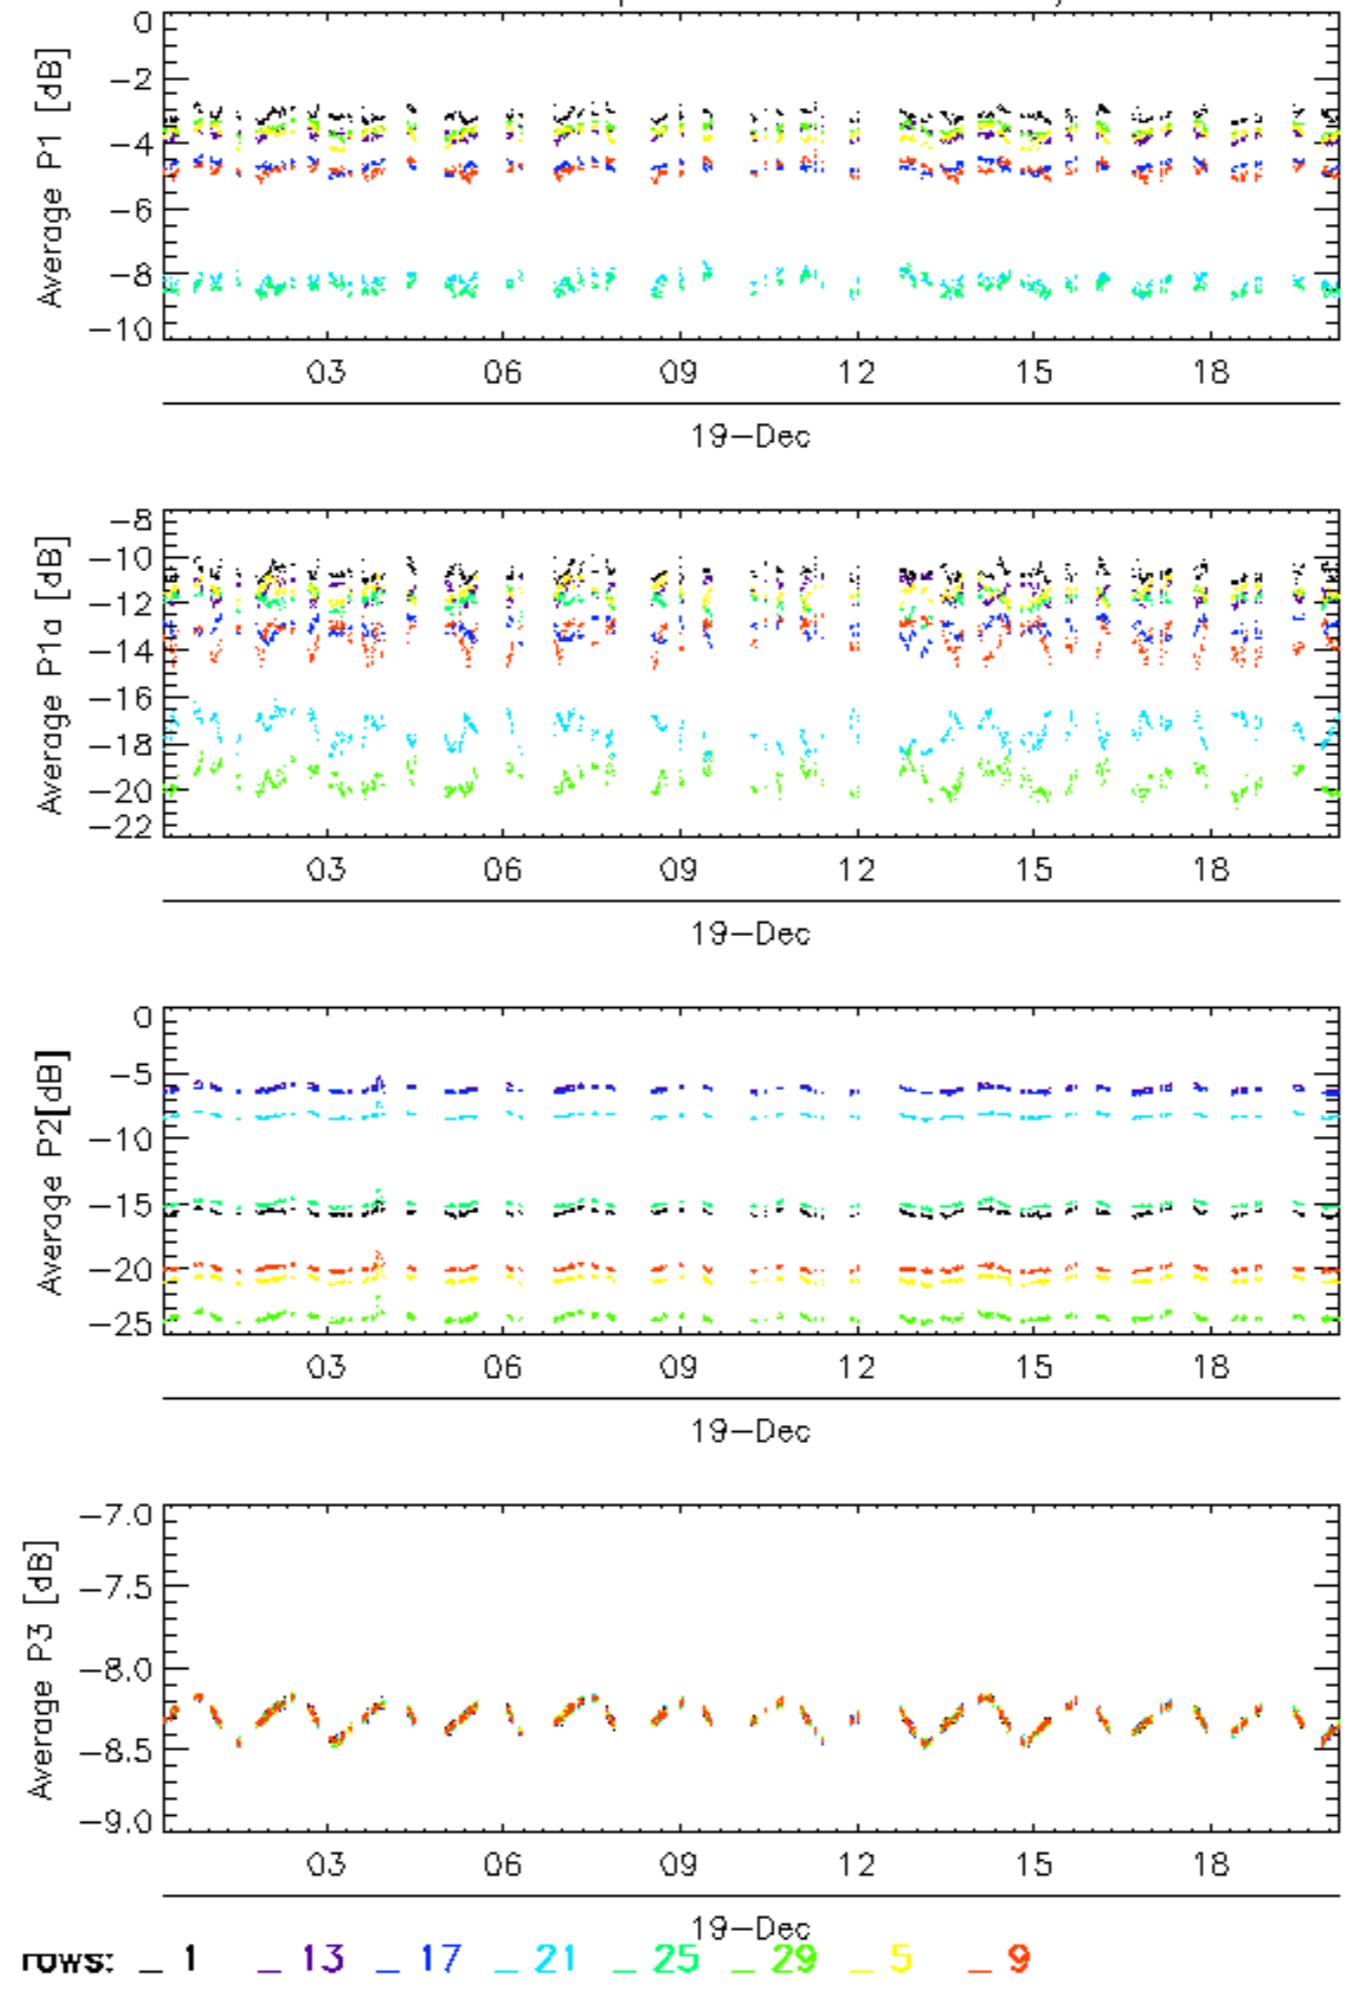 0
-2
-4
-6
-8
-10
Average P1 [dB]
03 06 09 12 15 18
19-Dec
-8
-10
-12
-14
-16
-18
-20
-22
Average P1a [dB]
03 06 09 12 15 18
19-Dec
0
-5
-10
-15
-20
-25
Average P2[dB]
03 06 09 12 15 18
19-Dec
-7.0
-7.5
-8.0
-8.5
-9.0
Average P3 [dB]
03 06 09 12 15 18
19-Dec
rows: _ 1 _ 13 _ 17 _ 21 _ 25 _ 29 _ 5 _ 9